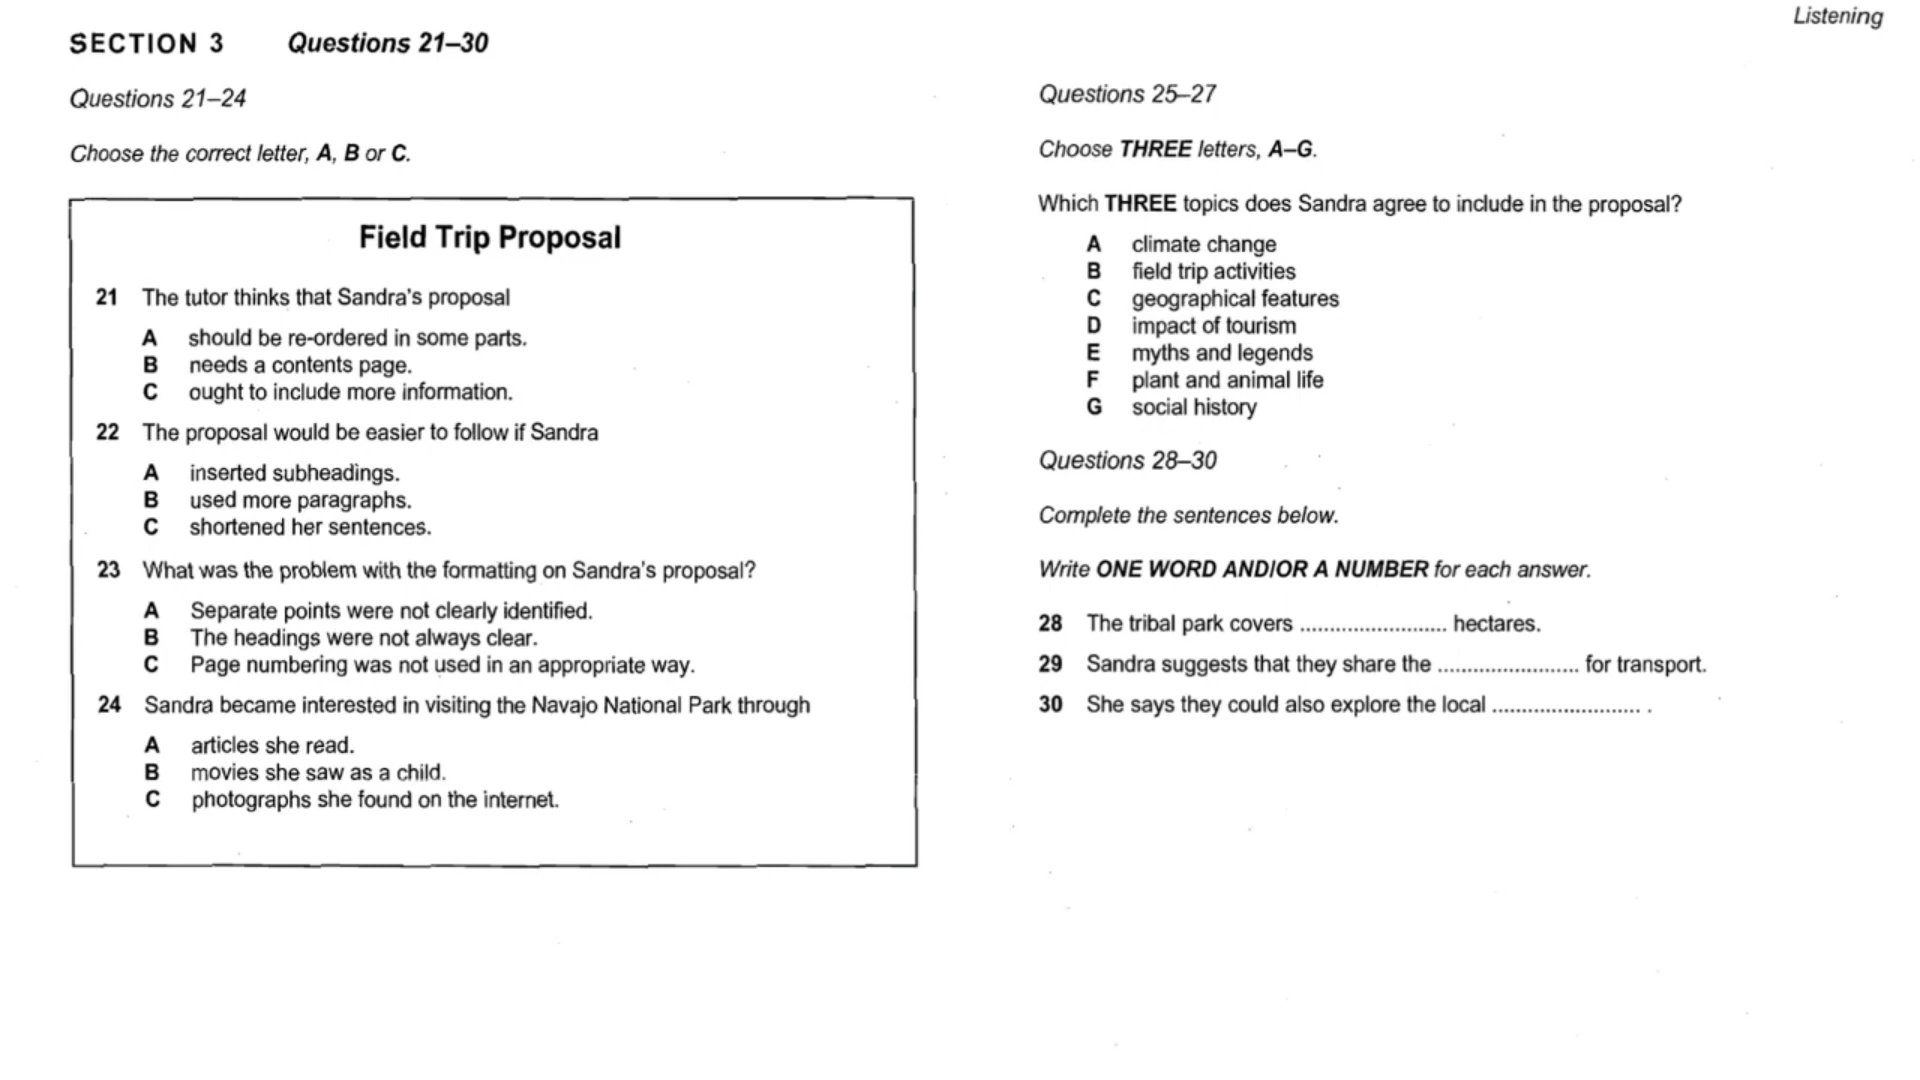 Listening
SECTION 3 Questions 21–30
Questions 21–24
Choose the correct letter, A, B or C.
Field Trip Proposal
21 The tutor thinks that Sandra's proposal
A should be re-ordered in some parts.
B needs a contents page.
C ought to include more information.
22 The proposal would be easier to follow if Sandra
A inserted subheadings.
B used more paragraphs.
C shortened her sentences.
23 What was the problem with the formatting on Sandra's proposal?
A Separate points were not clearly identified.
B The headings were not always clear.
C Page numbering was not used in an appropriate way.
24 Sandra became interested in visiting the Navajo National Park through
A articles she read.
B movies she saw as a child.
C photographs she found on the internet.
Questions 25–27
Choose THREE letters, A–G.
Which THREE topics does Sandra agree to include in the proposal?
A climate change
B field trip activities
C geographical features
D impact of tourism
E myths and legends
F plant and animal life
G social history
Questions 28–30
Complete the sentences below.
Write ONE WORD AND/OR A NUMBER for each answer.
28 The tribal park covers ........................ hectares.
29 Sandra suggests that they share the ........................ for transport.
30 She says they could also explore the local ........................ .